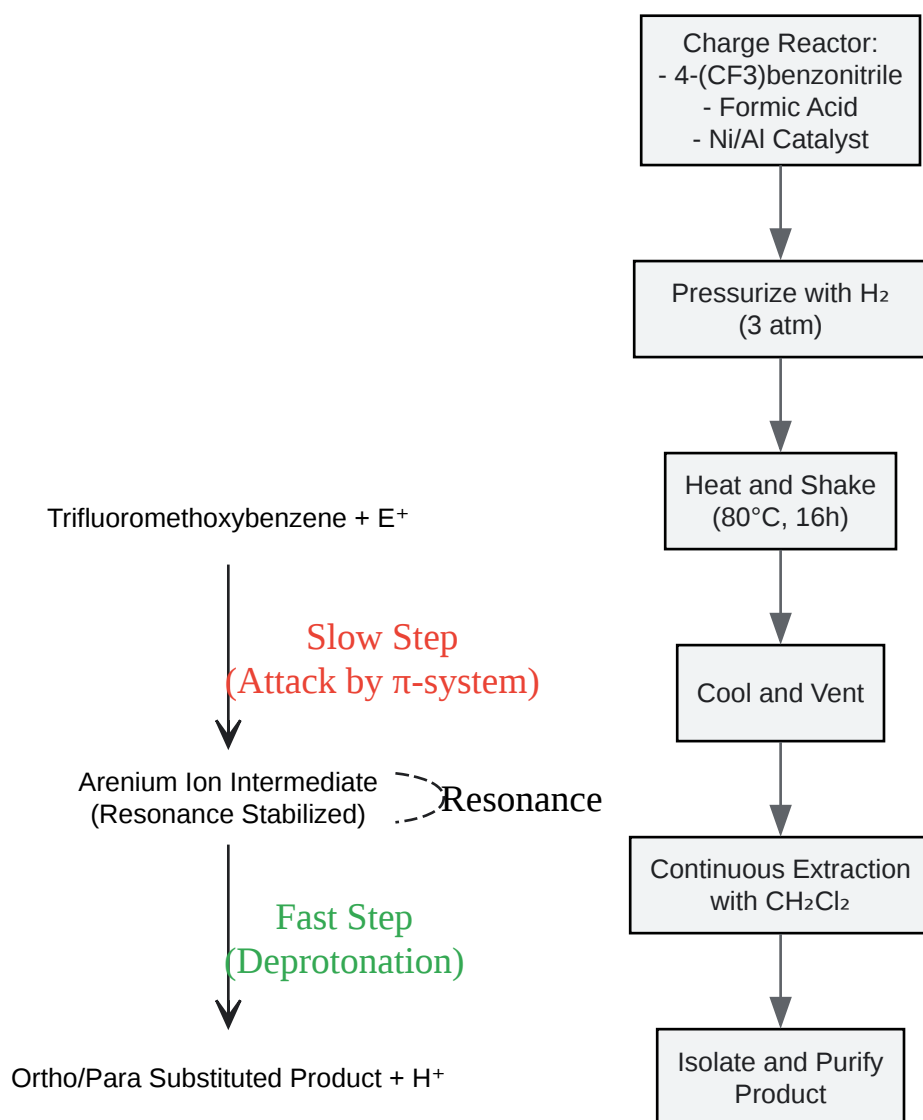 Charge Reactor:
- 4-(CF3)benzonitrile
- Formic Acid
- Ni/Al Catalyst
Pressurize with H₂
(3 atm)
Heat and Shake
(80°C, 16h)
Cool and Vent
Continuous Extraction
with CH₂Cl₂
Isolate and Purify
Product
Trifluoromethoxybenzene + E⁺
Slow Step
(Attack by π-system)
Arenium Ion Intermediate
(Resonance Stabilized)
Resonance
Fast Step
(Deprotonation)
Ortho/Para Substituted Product + H⁺